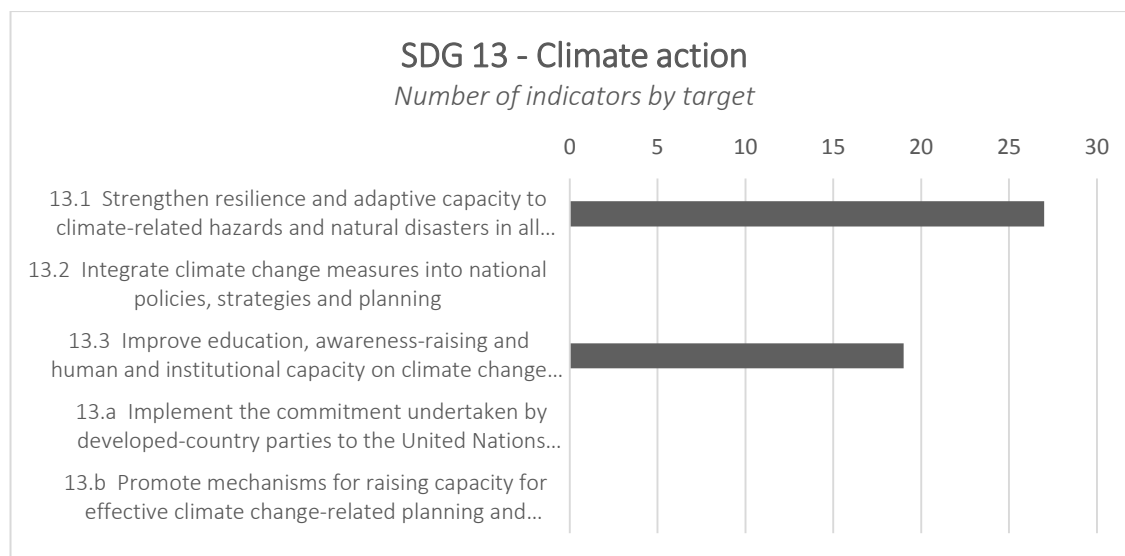 SDG 13 - Climate action
Number of indicators by target
0 5 10 15 20 25 30
13.1 Strengthen resilience and adaptive capacity to
climate-related hazards and natural disasters in all...
13.2 Integrate climate change measures into national
policies, strategies and planning
13.3 Improve education, awareness-raising and
human and institutional capacity on climate change...
13.a Implement the commitment undertaken by
developed-country parties to the United Nations...
13.b Promote mechanisms for raising capacity for
effective climate change-related planning and...